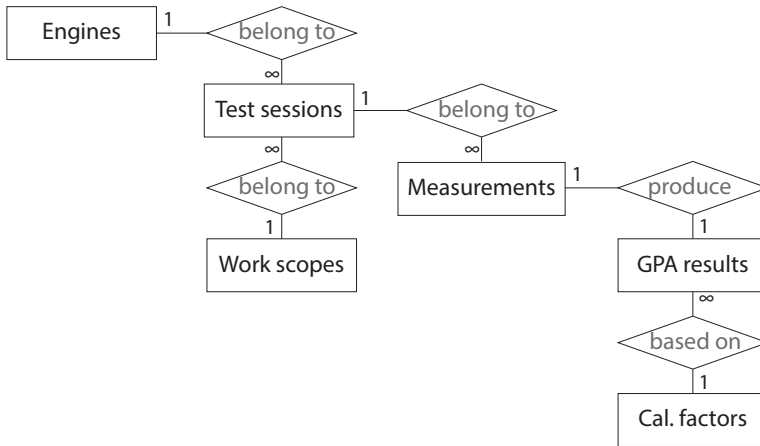 Engines
1
belong to
∞
Test sessions
1
belong to
∞
∞
belong to
Measurements
1
produce
1
1
Work scopes
GPA results
∞
based on
1
Cal. factors